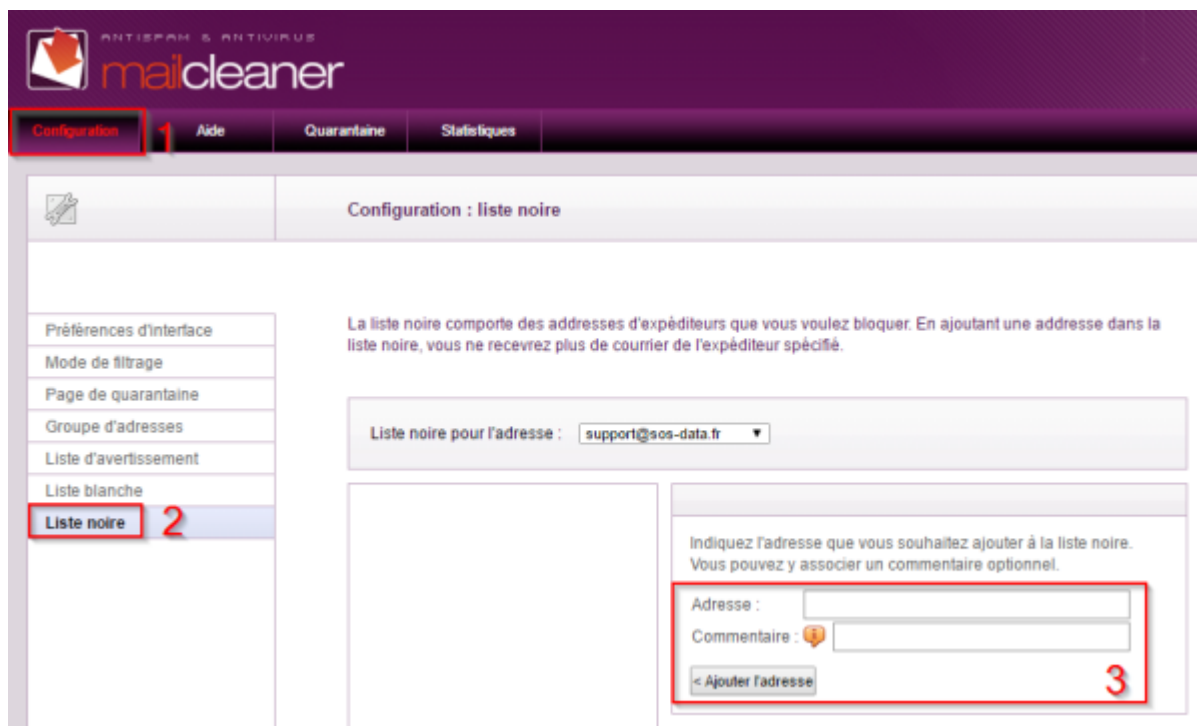 ANTISPAM & ANTIVIRUS
mailcleaner
Configuration 1 Aide Quarantaine Statistiques
Configuration : liste noire
Préférences d'interface
Mode de filtrage
Page de quarantaine
Groupe d'adresses
Liste d'avertissement
Liste blanche
Liste noire 2
La liste noire comporte des addresses d'expéditeurs que vous voulez bloquer. En ajoutant une addresse dans la
liste noire, vous ne recevrez plus de courrier de l'expéditeur spécifié.
Liste noire pour l'adresse : support@sos-data.fr
Indiquez l'adresse que vous souhaitez ajouter à la liste noire.
Vous pouvez y associer un commentaire optionnel.
Adresse :
Commentaire :
< Ajouter l'adresse 3